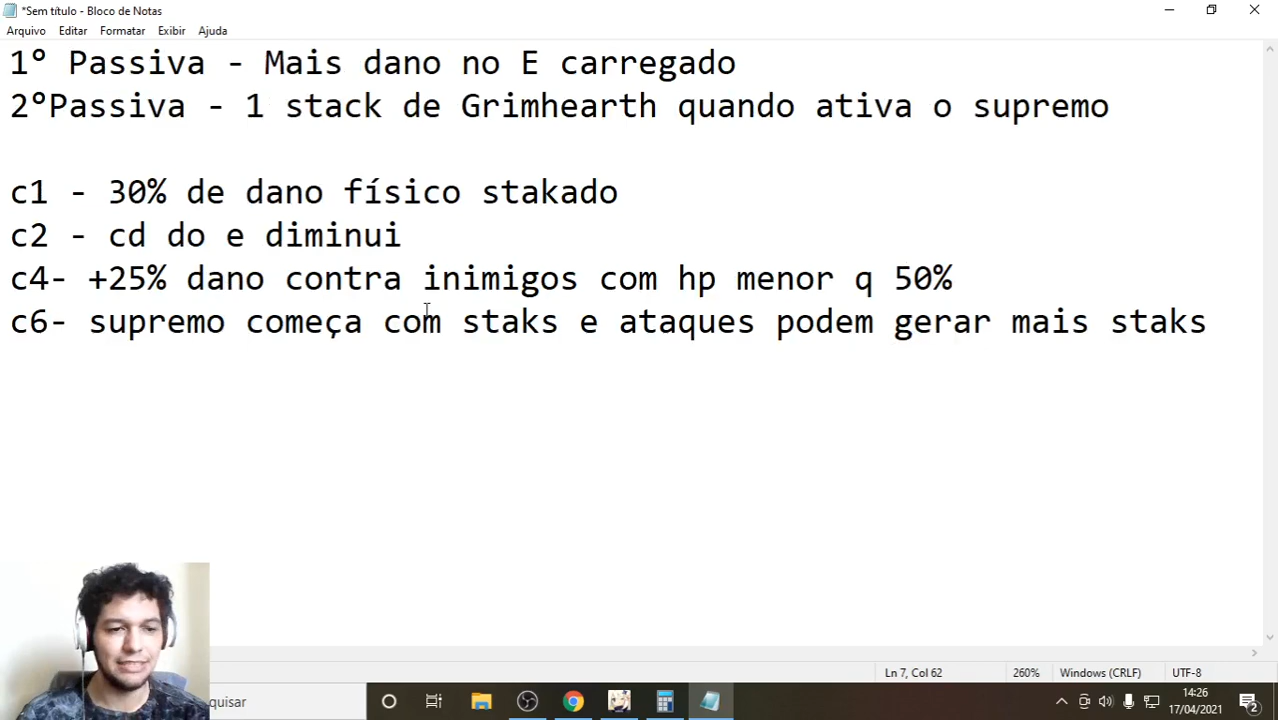 *Sem título - Bloco de Notas
Arquivo Editar Formatar Exibir Ajuda
1º Passiva - Mais dano no E carregado
2ºPassiva - 1 stack de Grimhearth quando ativa o supremo
c1 - 30% de dano físico stakado
c2 - cd do e diminui
c4- +25% dano contra inimigos com hp menor q 50%
c6- supremo começa com staks e ataques podem gerar mais staks
Ln 7, Col 62 260% Windows (CRLF) UTF-8
quisar
14:26
17/04/2021
2